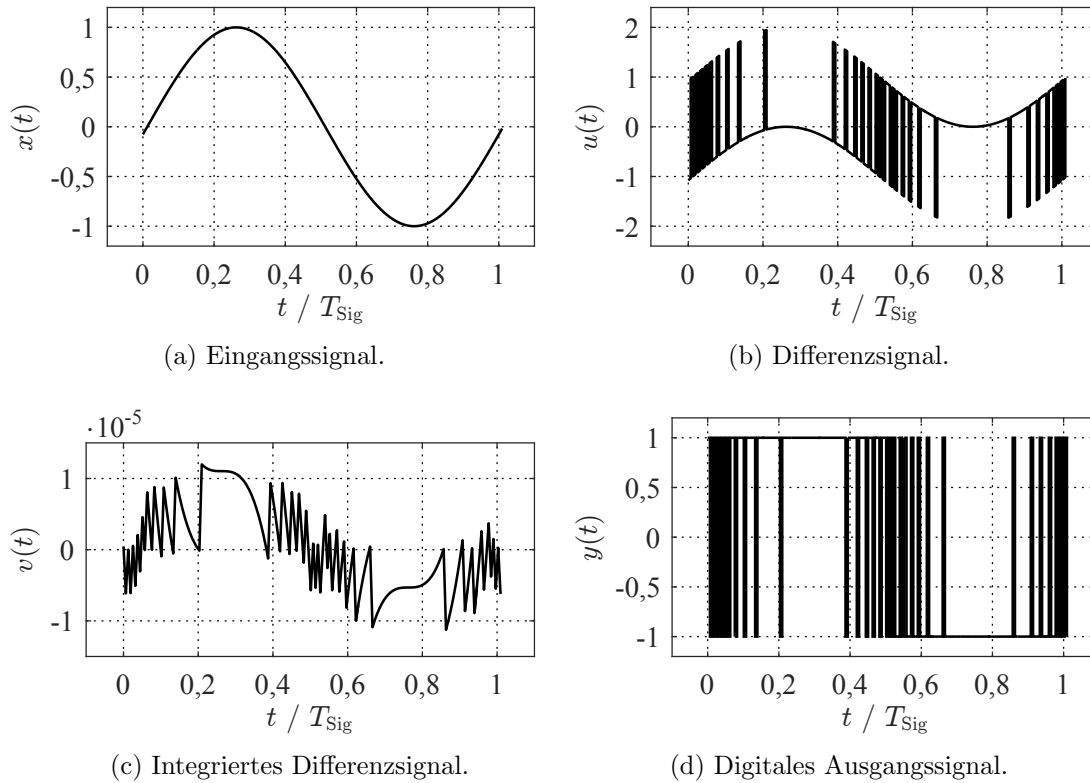 1
0,5
0
-0,5
-1
x(t)
0 0,2 0,4 0,6 0,8 1
t / T_Sig
(a) Eingangssignal.
2
1
0
-1
-2
u(t)
0 0,2 0,4 0,6 0,8 1
t / T_Sig
(b) Differenzsignal.
·10^-5
1
0
-1
v(t)
0 0,2 0,4 0,6 0,8 1
t / T_Sig
(c) Integriertes Differenzsignal.
1
0,5
0
-0,5
-1
y(t)
0 0,2 0,4 0,6 0,8 1
t / T_Sig
(d) Digitales Ausgangssignal.